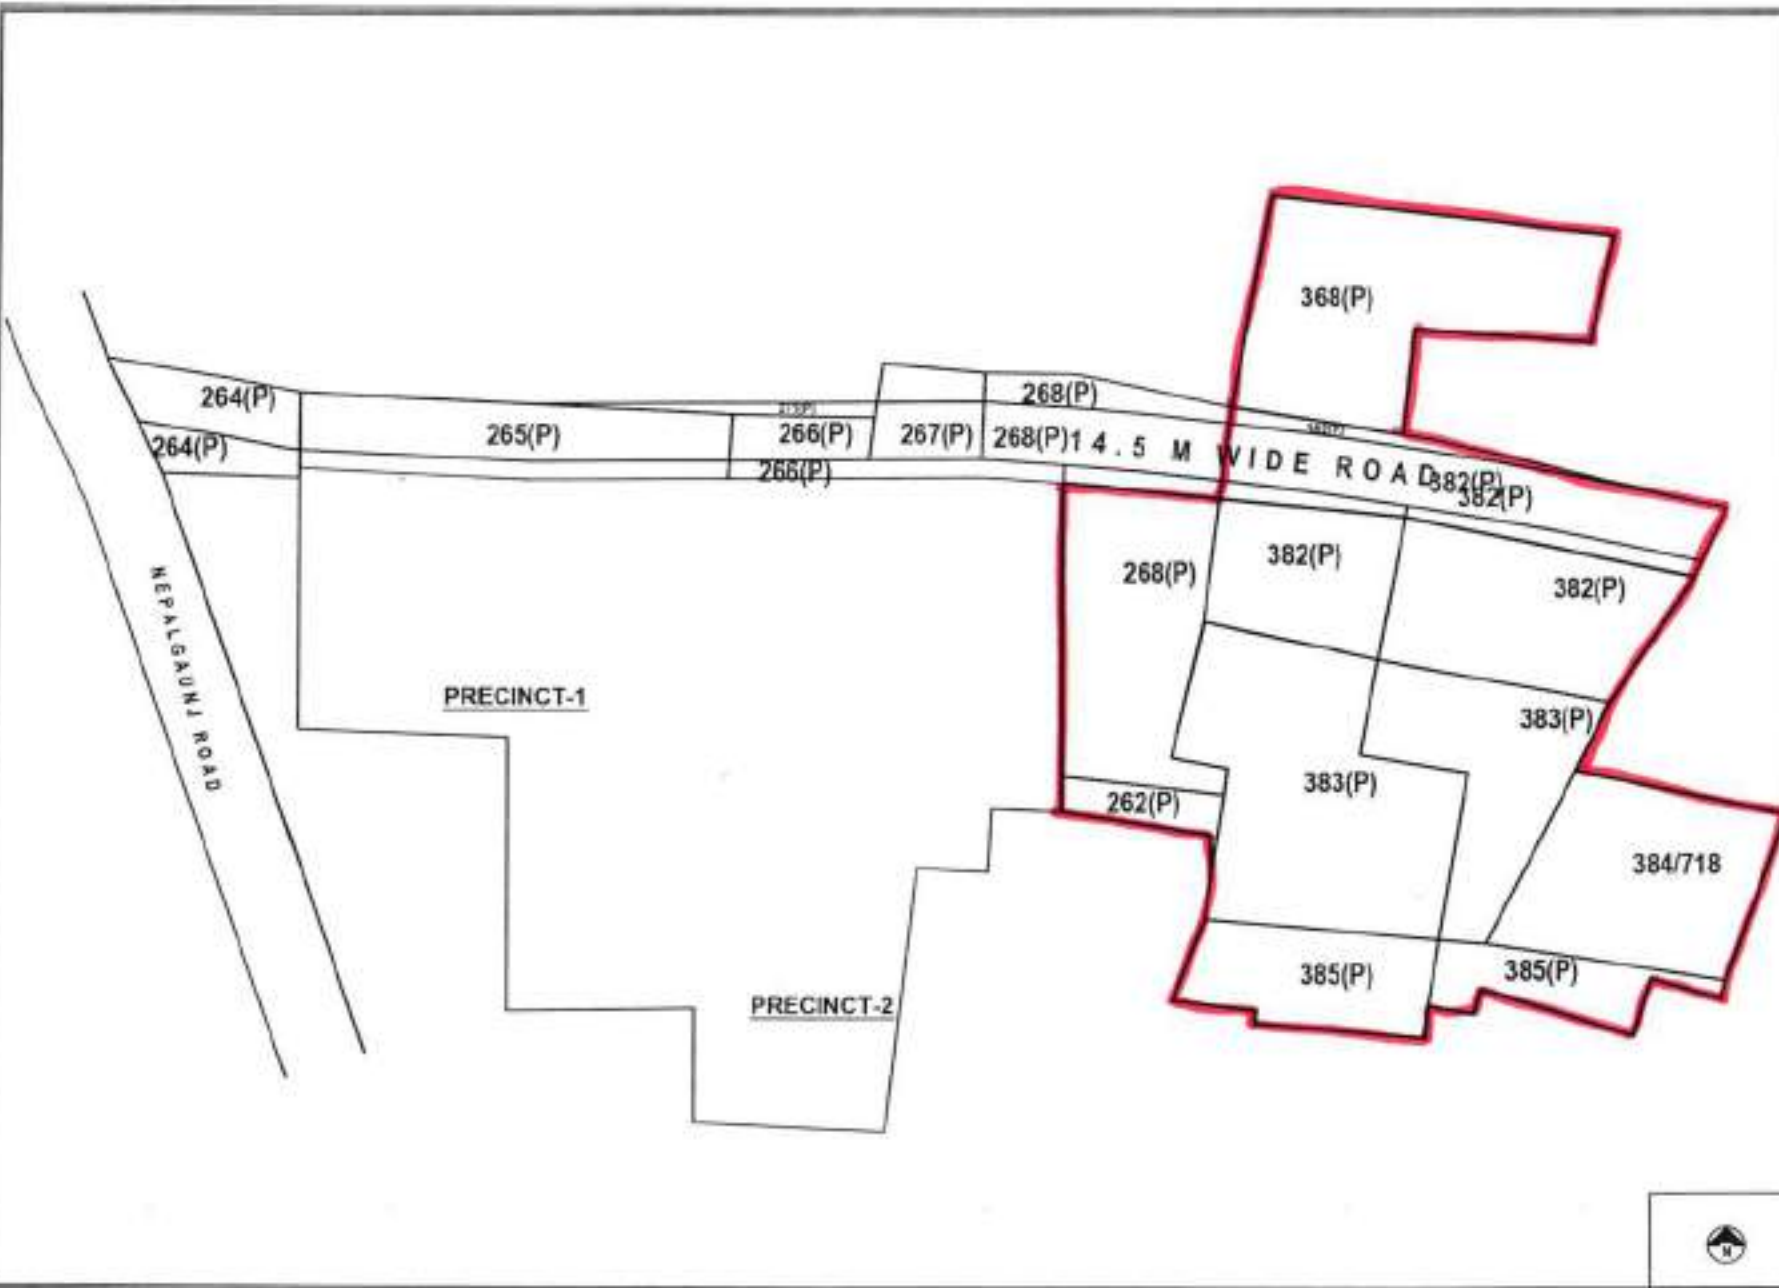 368(P)
264(P)
268(P)
265(P)
266(P)
267(P)
268(P)
14.5 M WIDE ROAD
264(P)
266(P)
382(P)
382(P)
268(P)
382(P)
382(P)
NEPALGAUNJ ROAD
PRECINCT-1
383(P)
383(P)
262(P)
384/718
385(P)
385(P)
PRECINCT-2
N